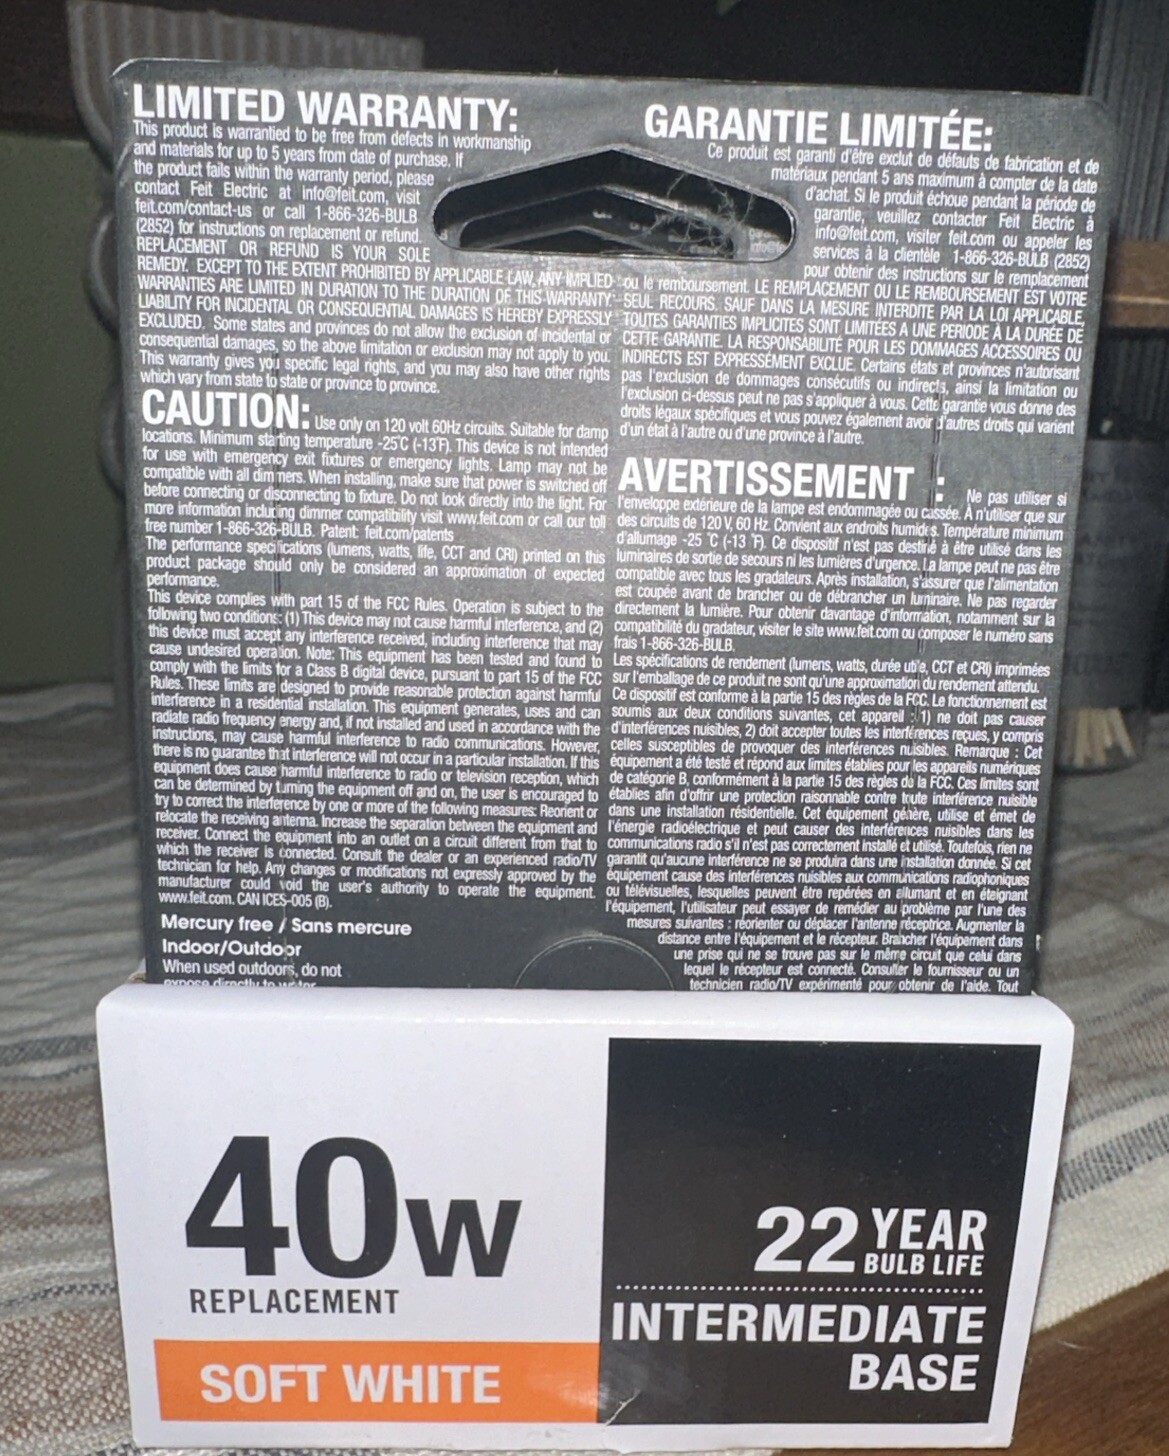 LIMITED WARRANTY:
This product is warrantied to be free from defects in workmanship
and materials for up to 5 years from date of purchase. If
the product fails within the warranty period, please
contact Feit Electric at info@feit.com, visit
feit.com/contact-us or call 1-866-326-BULB
(2852) for instructions on replacement or refund.
REPLACEMENT OR REFUND IS YOUR SOLE
REMEDY. EXCEPT TO THE EXTENT PROHIBITED BY APPLICABLE LAW, ANY IMPLIED
WARRANTIES ARE LIMITED IN DURATION TO THE DURATION OF THIS WARRANTY.
LIABILITY FOR INCIDENTAL OR CONSEQUENTIAL DAMAGES IS HEREBY EXPRESSLY
EXCLUDED. Some states and provinces do not allow the exclusion of incidental or
consequential damages, so the above limitation or exclusion may not apply to you.
This warranty gives you specific legal rights, and you may also have other rights
which vary from state to state or province to province.
CAUTION: Use only on 120 volt 60Hz circuits. Suitable for damp
locations. Minimum starting temperature -25°C (-13°F). This device is not intended
for use with emergency exit fixtures or emergency lights. Lamp may not be
compatible with all dimmers. When installing, make sure that power is switched off
before connecting or disconnecting to fixture. Do not look directly into the light. For
more information including dimmer compatibility visit www.feit.com or call our toll
free number 1-866-326-BULB. Patent: feit.com/patents
The performance specifications (lumens, watts, life, CCT and CRI) printed on this
product package should only be considered an approximation of expected
performance.
This device complies with part 15 of the FCC Rules. Operation is subject to the
following two conditions: (1) This device may not cause harmful interference, and (2)
this device must accept any interference received, including interference that may
cause undesired operation. Note: This equipment has been tested and found to
comply with the limits for a Class B digital device, pursuant to part 15 of the FCC
Rules. These limits are designed to provide reasonable protection against harmful
interference in a residential installation. This equipment generates, uses and can
radiate radio frequency energy and, if not installed and used in accordance with the
instructions, may cause harmful interference to radio communications. However,
there is no guarantee that interference will not occur in a particular installation. If this
equipment does cause harmful interference to radio or television reception, which
can be determined by turning the equipment off and on, the user is encouraged to
try to correct the interference by one or more of the following measures: Reorient or
relocate the receiving antenna. Increase the separation between the equipment and
receiver. Connect the equipment into an outlet on a circuit different from that to
which the receiver is connected. Consult the dealer or an experienced radio/TV
technician for help. Any changes or modifications not expressly approved by the
manufacturer could void the user's authority to operate the equipment.
www.feit.com. CAN ICES-005 (B).
Mercury free / Sans mercure
Indoor/Outdoor
When used outdoors, do not
expose directly to water
GARANTIE LIMITÉE:
Ce produit est garanti d'être exclut de défauts de fabrication et de
matériaux pendant 5 ans maximum à compter de la date
d'achat. Si le produit échoue pendant la période de
garantie, veuillez contacter Feit Electric à
info@feit.com, visiter feit.com ou appeler les
services à la clientèle 1-866-326-BULB (2852)
pour obtenir des instructions sur le remplacement
ou le remboursement. LE REMPLACEMENT OU LE REMBOURSEMENT EST VOTRE
SEUL RECOURS. SAUF DANS LA MESURE INTERDITE PAR LA LOI APPLICABLE,
TOUTES GARANTIES IMPLICITES SONT LIMITÉES A UNE PERIODE À LA DURÉE DE
CETTE GARANTIE. LA RESPONSABILITÉ POUR LES DOMMAGES ACCESSOIRES OU
INDIRECTS EST EXPRESSÉMENT EXCLUE. Certains états et provinces n'autorisant
pas l'exclusion de dommages consécutifs ou indirects, ainsi la limitation ou
l'exclusion ci-dessus peut ne pas s'appliquer à vous. Cette garantie vous donne des
droits légaux spécifiques et vous pouvez également avoir d'autres droits qui varient
d'un état à l'autre ou d'une province à l'autre.
AVERTISSEMENT : Ne pas utiliser si
l'enveloppe extérieure de la lampe est endommagée ou cassée. À n'utiliser que sur
des circuits de 120 V, 60 Hz. Convient aux endroits humides. Température minimum
d'allumage -25 °C (-13 °F). Ce dispositif n'est pas destiné à être utilisé dans les
luminaires de sortie de secours ni les lumières d'urgence. La lampe peut ne pas être
compatible avec tous les gradateurs. Après installation, s'assurer que l'alimentation
est coupée avant de brancher ou de débrancher un luminaire. Ne pas regarder
directement la lumière. Pour obtenir davantage d'information, notamment sur la
compatibilité du gradateur, visiter le site www.feit.com ou composer le numéro sans
frais 1-866-326-BULB.
Les spécifications de rendement (lumens, watts, durée utile, CCT et CRI) imprimées
sur l'emballage de ce produit ne sont qu'une approximation du rendement attendu.
Ce dispositif est conforme à la partie 15 des règles de la FCC. Le fonctionnement est
soumis aux deux conditions suivantes, cet appareil : 1) ne doit pas causer
d'interférences nuisibles, 2) doit accepter toutes les interférences reçues, y compris
celles susceptibles de provoquer des interférences nuisibles. Remarque : Cet
équipement a été testé et répond aux limites établies pour les appareils numériques
de catégorie B, conformément à la partie 15 des règles du la FCC. Ces limites sont
établies afin d'offrir une protection raisonnable contre toute interférence nuisible
dans une installation résidentielle. Cet équipement génère, utilise et émet de
l'énergie radioélectrique et peut causer des interférences nuisibles dans les
communications radio s'il n'est pas correctement installé et utilisé. Toutefois, rien ne
garantit qu'aucune interférence ne se produira dans une installation donnée. Si cet
équipement cause des interférences nuisibles aux communications radiophoniques
ou télévisuelles, lesquelles peuvent être repérées en allumant et en éteignant
l'équipement, l'utilisateur peut essayer de remédier au problème par l'une des
mesures suivantes : réorienter ou déplacer l'antenne réceptrice. Augmenter la
distance entre l'équipement et le récepteur. Brancher l'équipement dans
une prise qui ne se trouve pas sur le même circuit que celui dans
lequel le récepteur est connecté. Consulter le fournisseur ou un
technicien radio/TV expérimenté pour obtenir de l'aide. Tout
40W
REPLACEMENT
SOFT WHITE
22 YEAR
BULB LIFE
INTERMEDIATE
BASE